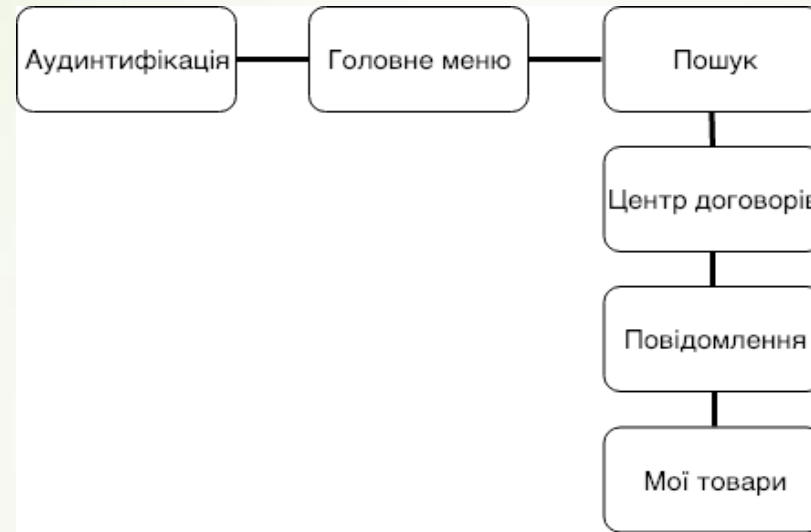 Аудинтифікація
Головне меню
Пошук
Центр договорів
Повідомлення
Мої товари